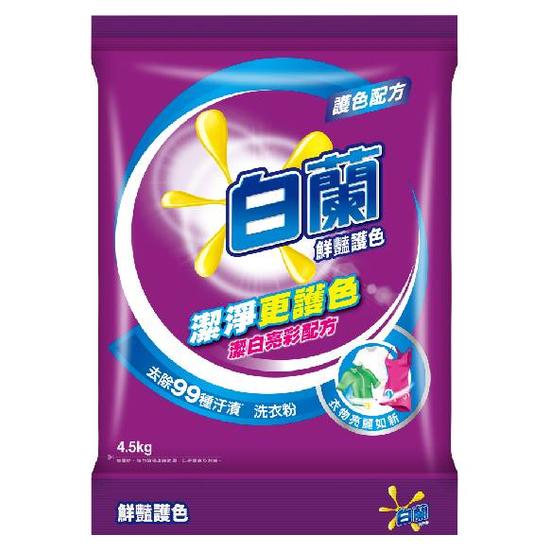 護色配方
白蘭
鮮豔護色
潔淨更護色
潔白亮彩配方
去除99種汙漬 洗衣粉
衣物亮麗如新
4.5kg
鮮豔護色
白蘭